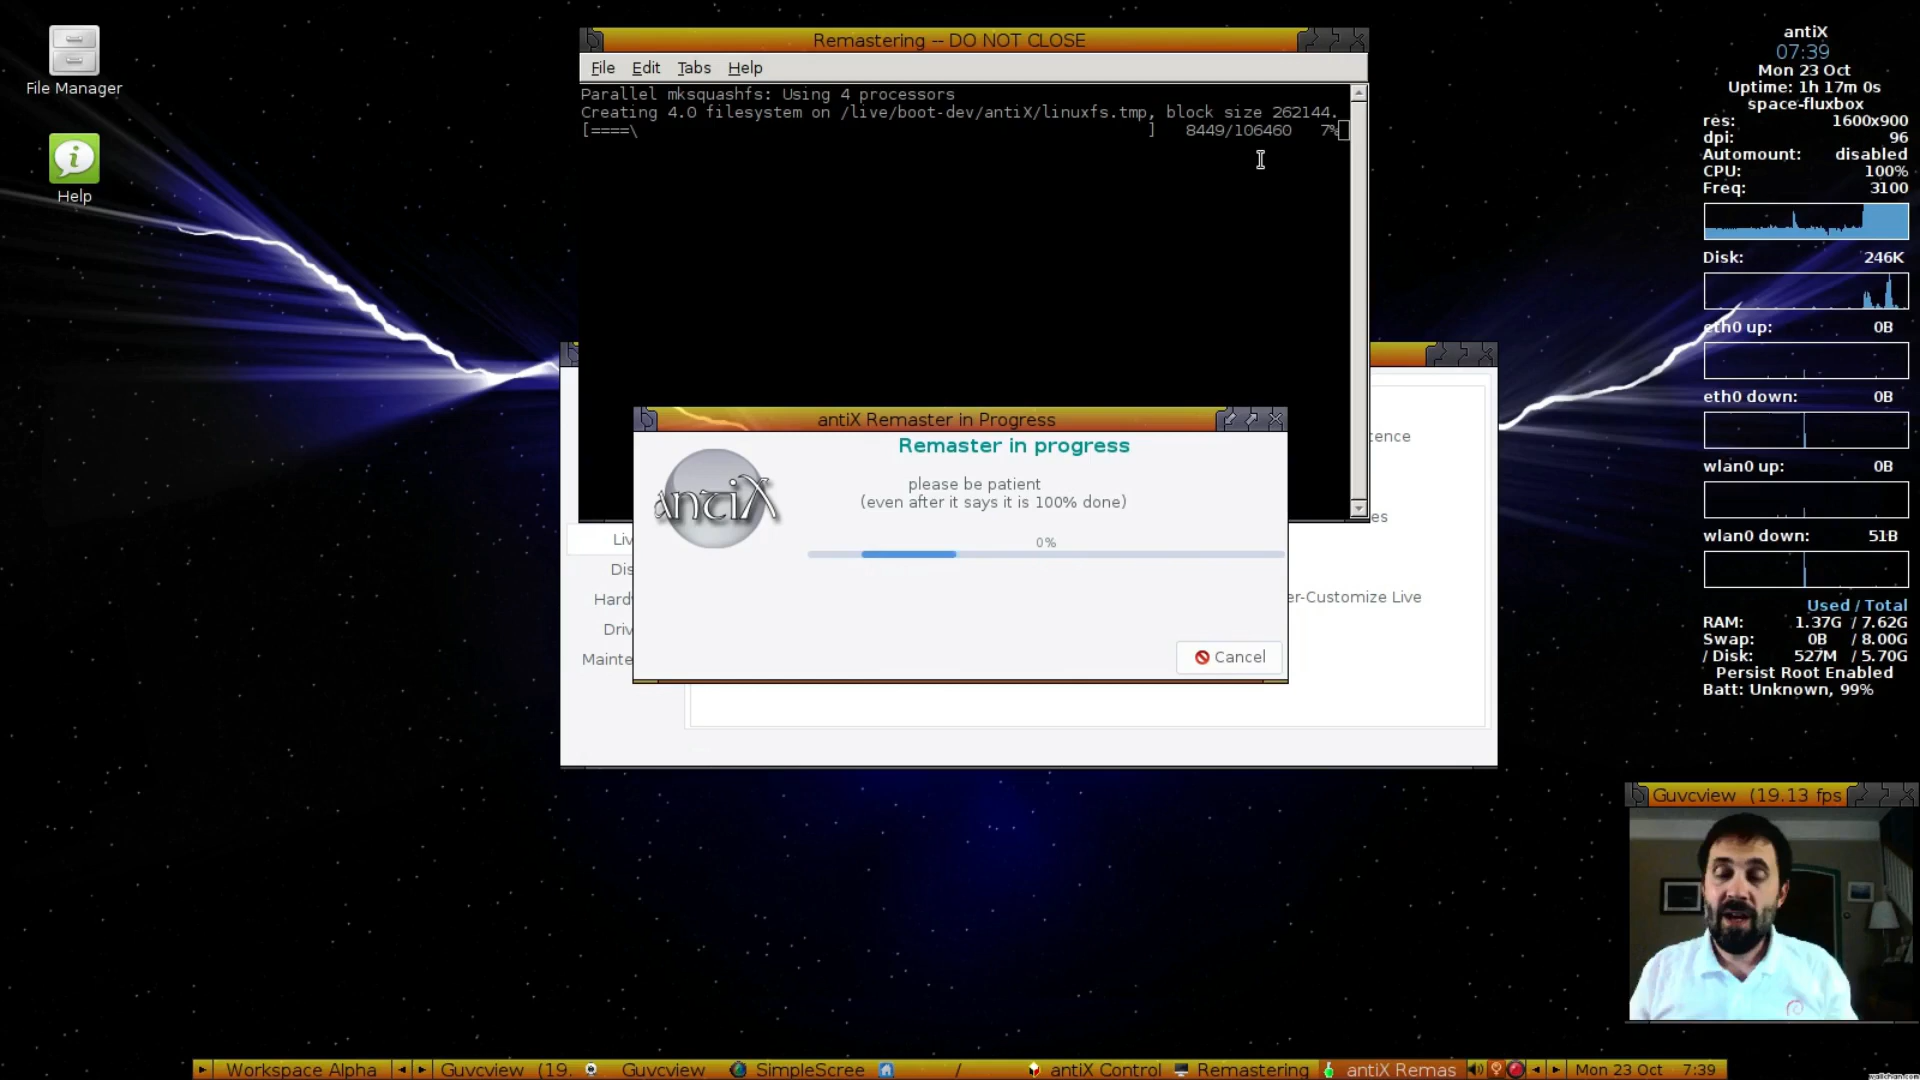 File Manager
Help
Remastering -- DO NOT CLOSE
File Edit Tabs Help
Parallel mksquashfs: Using 4 processors
Creating 4.0 filesystem on /live/boot-dev/antiX/linuxfs.tmp, block size 262144.
[====\ ] 8449/106460 7%
antiX Remaster in Progress
antiX
Remaster in progress
please be patient
(even after it says it is 100% done)
0%
Cancel
tence
es
er-Customize Live
Liv
Dis
Hard
Driv
Mainte
antiX
07:39
Mon 23 Oct
Uptime: 1h 17m 0s
space-fluxbox
res: 1600x900
dpi: 96
Automount: disabled
CPU: 100%
Freq: 3100
Disk: 246K
eth0 up: 0B
eth0 down: 0B
wlan0 up: 0B
wlan0 down: 51B
Used / Total
RAM: 1.37G / 7.62G
Swap: 0B / 8.00G
/ Disk: 527M / 5.70G
Persist Root Enabled
Batt: Unknown, 99%
Guvcview (19.13 fps
Workspace Alpha Guvcview (19. Guvcview SimpleScree / antiX Control Remastering antiX Remas Mon 23 Oct 7:39